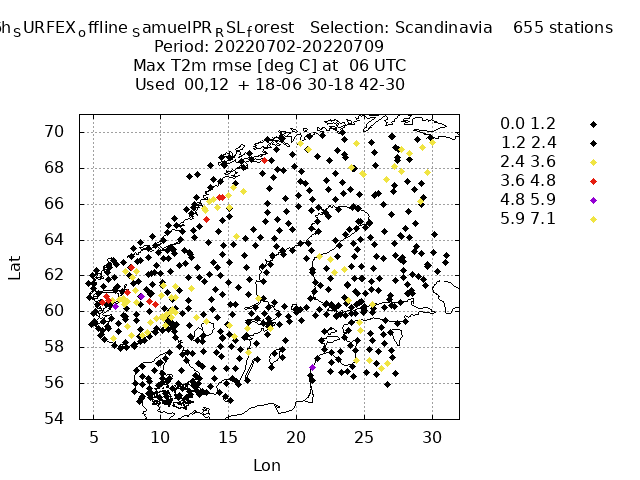 6h_SURFEX_offline_SamuelPR_RSL_forest   Selection: Scandinavia    655 stations
Period: 20220702-20220709
Max T2m rmse [deg C] at  06 UTC
Used  00,12  + 18-06 30-18 42-30
0.0 1.2
1.2 2.4
2.4 3.6
3.6 4.8
4.8 5.9
5.9 7.1
70
68
66
64
62
60
58
56
54
Lat
5 10 15 20 25 30
Lon